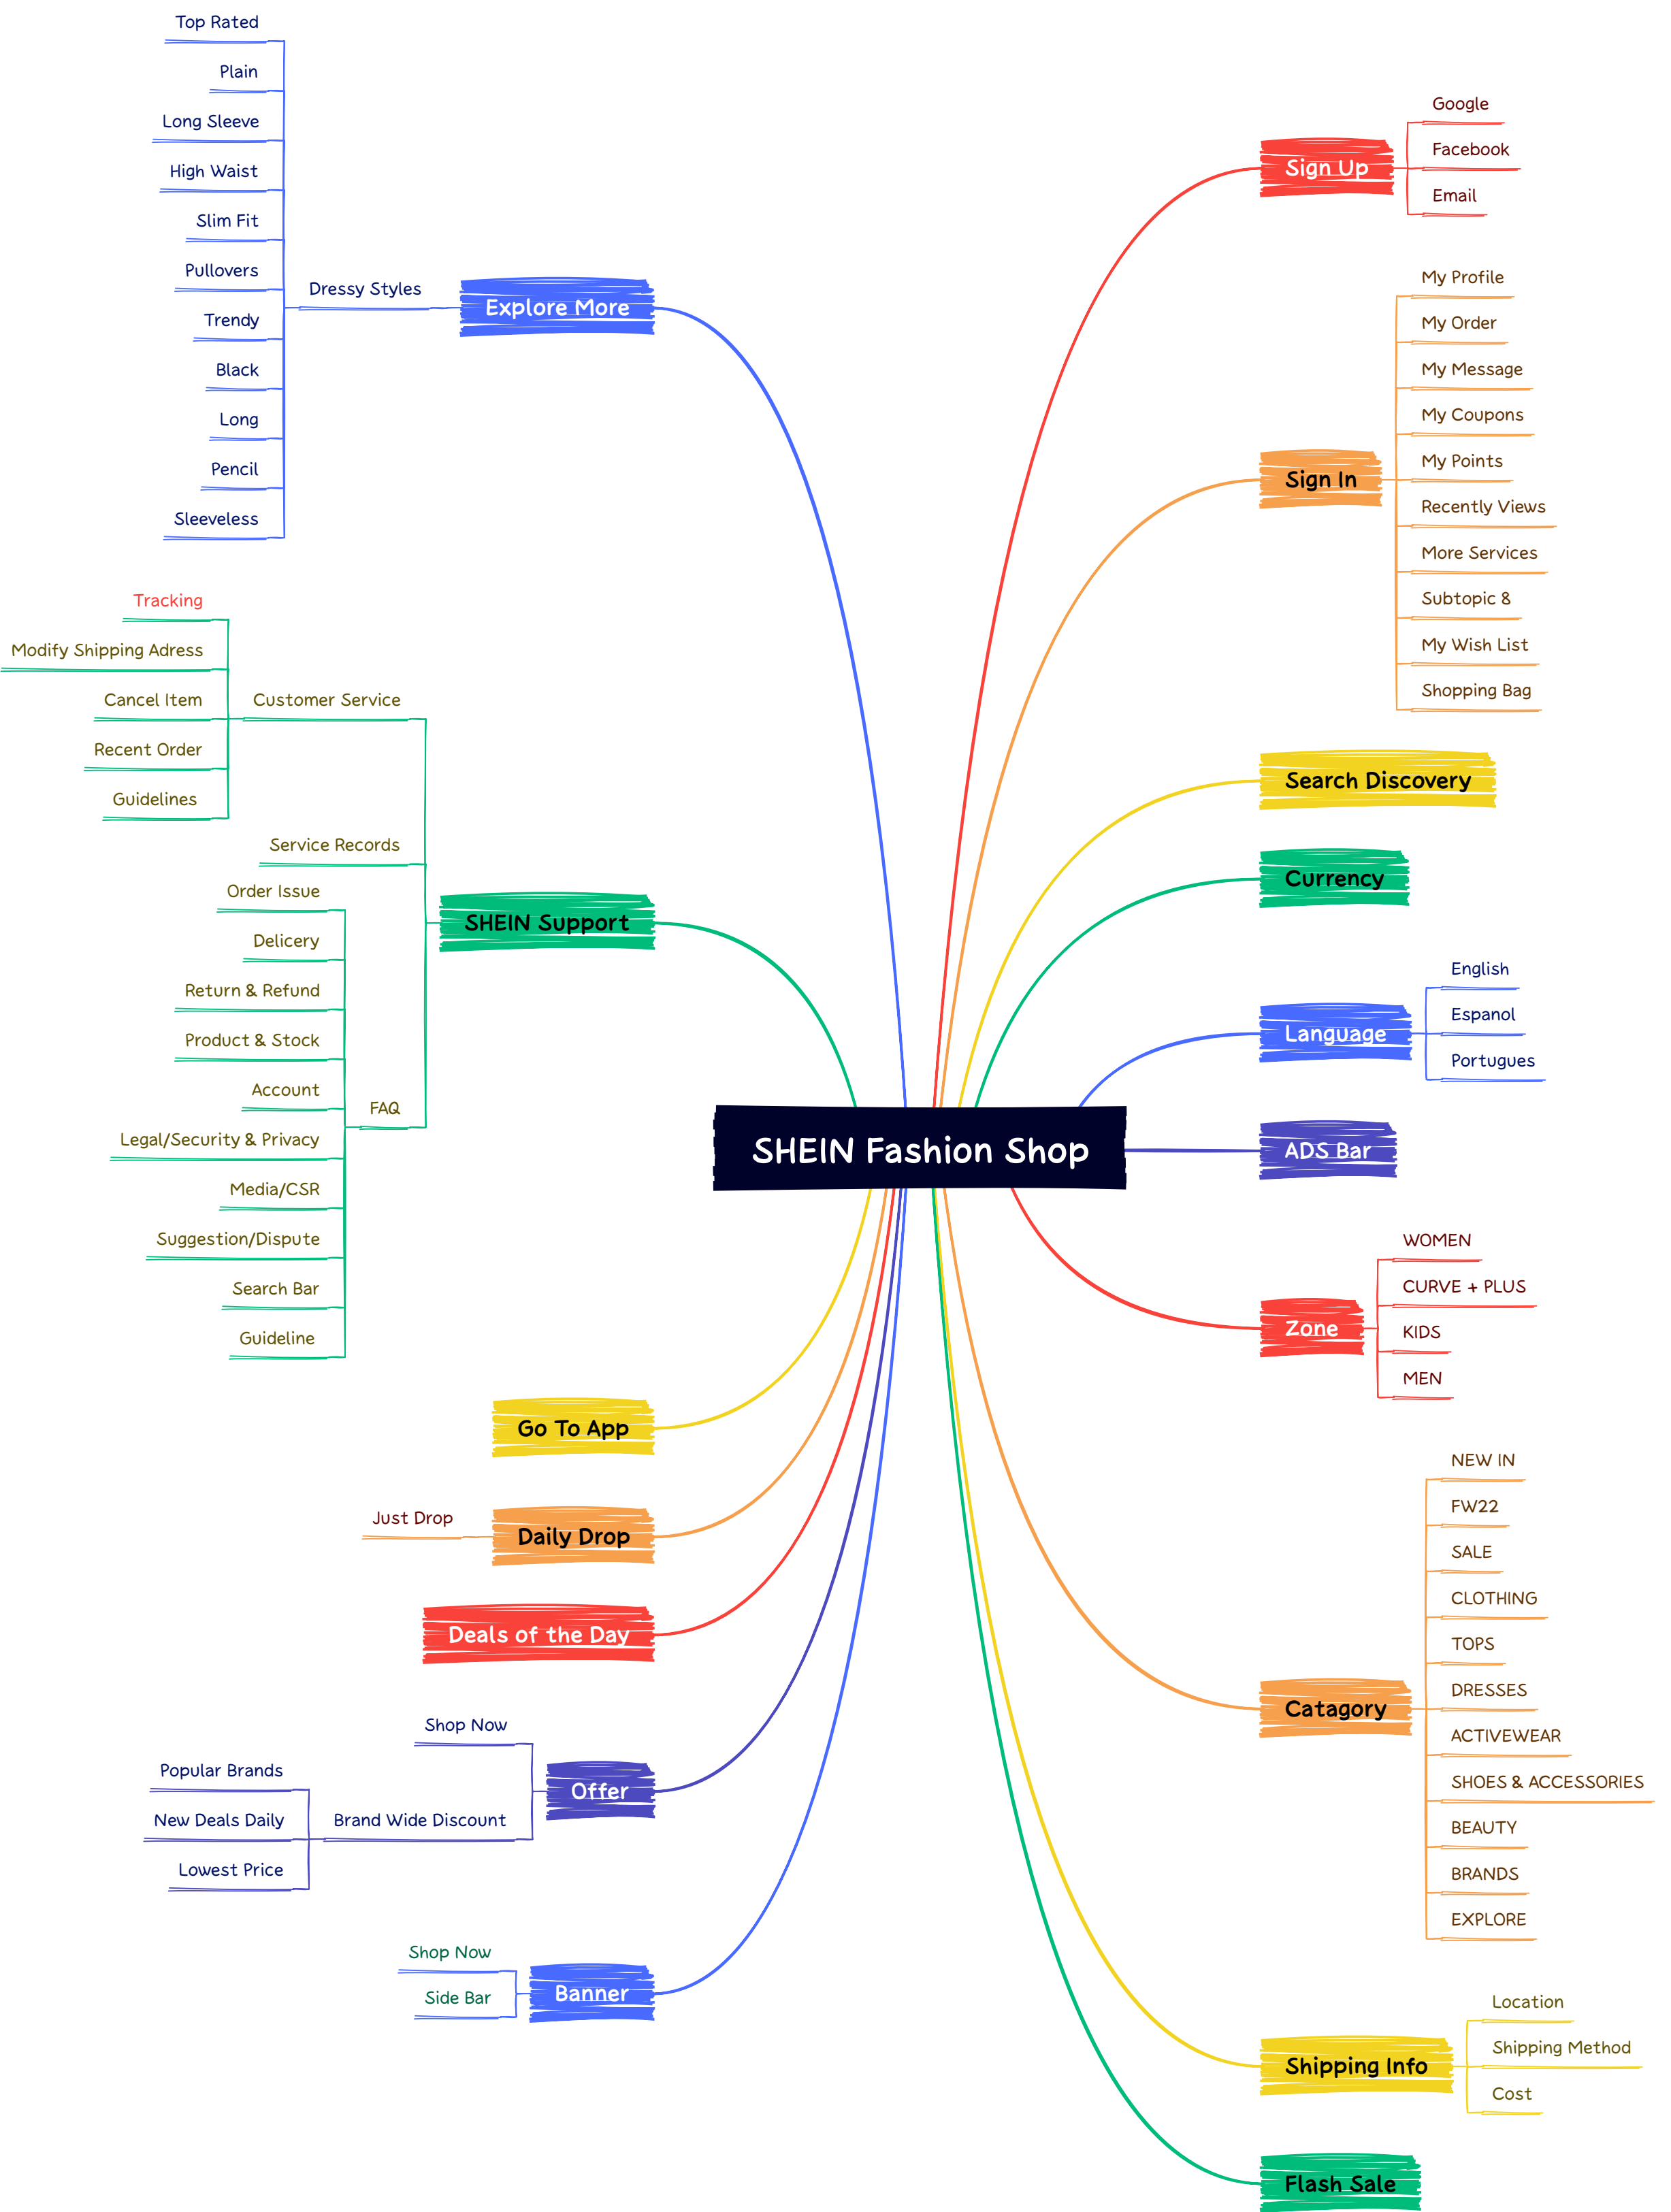 SHEIN Fashion Shop
Sign Up
Google
Facebook
Email
Sign In
My Profile
My Order
My Message
My Coupons
My Points
Recently Views
More Services
Subtopic &
My Wish List
Shopping Bag
Search Discovery
Currency
Language
English
Espanol
Portugues
ADS Bar
Zone
WOMEN
CURVE + PLUS
KIDS
MEN
Catagory
NEW IN
FW22
SALE
CLOTHING
TOPS
DRESSES
ACTIVEWEAR
SHOES & ACCESSORIES
BEAUTY
BRANDS
EXPLORE
Shipping Info
Location
Shipping Method
Cost
Flash Sale
Explore More
Dressy Styles
Top Rated
Plain
Long Sleeve
High Waist
Slim Fit
Pullovers
Trendy
Black
Long
Pencil
Sleeveless
SHEIN Support
Customer Service
Tracking
Modify Shipping Adress
Cancel Item
Recent Order
Guidelines
Service Records
FAQ
Order Issue
Delicery
Return & Refund
Product & Stock
Account
Legal/Security & Privacy
Media/CSR
Suggestion/Dispute
Search Bar
Guideline
Go To App
Daily Drop
Just Drop
Deals of the Day
Offer
Shop Now
Brand Wide Discount
Popular Brands
New Deals Daily
Lowest Price
Banner
Shop Now
Side Bar